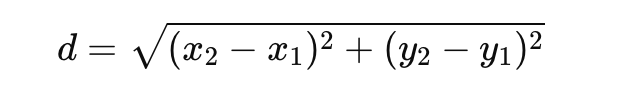 d = √(x₂ − x₁)² + (y₂ − y₁)²